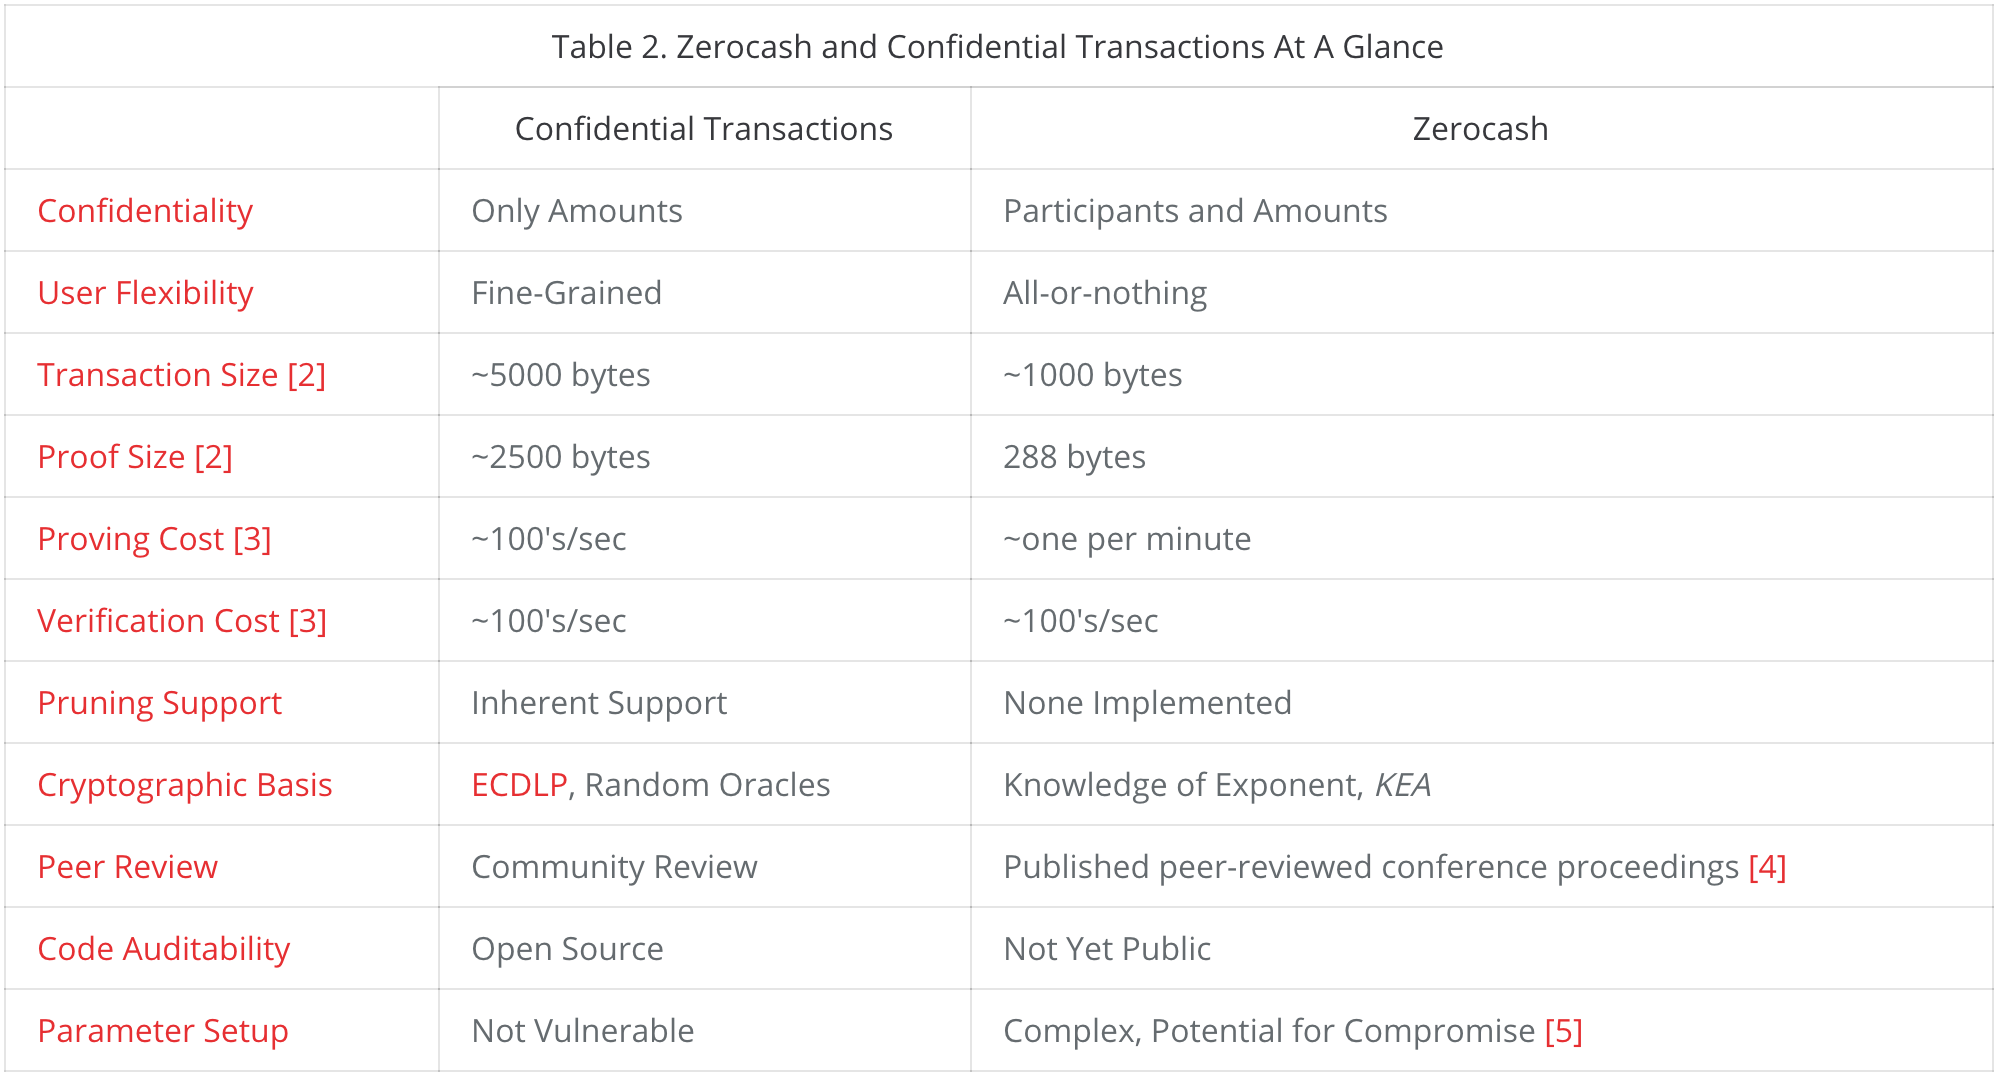 Table 2. Zerocash and Confidential Transactions At A Glance
Confidential Transactions Zerocash
Confidentiality Only Amounts Participants and Amounts
User Flexibility Fine-Grained All-or-nothing
Transaction Size [2] ~5000 bytes ~1000 bytes
Proof Size [2] ~2500 bytes 288 bytes
Proving Cost [3] ~100's/sec ~one per minute
Verification Cost [3] ~100's/sec ~100's/sec
Pruning Support Inherent Support None Implemented
Cryptographic Basis ECDLP, Random Oracles Knowledge of Exponent, KEA
Peer Review Community Review Published peer-reviewed conference proceedings [4]
Code Auditability Open Source Not Yet Public
Parameter Setup Not Vulnerable Complex, Potential for Compromise [5]